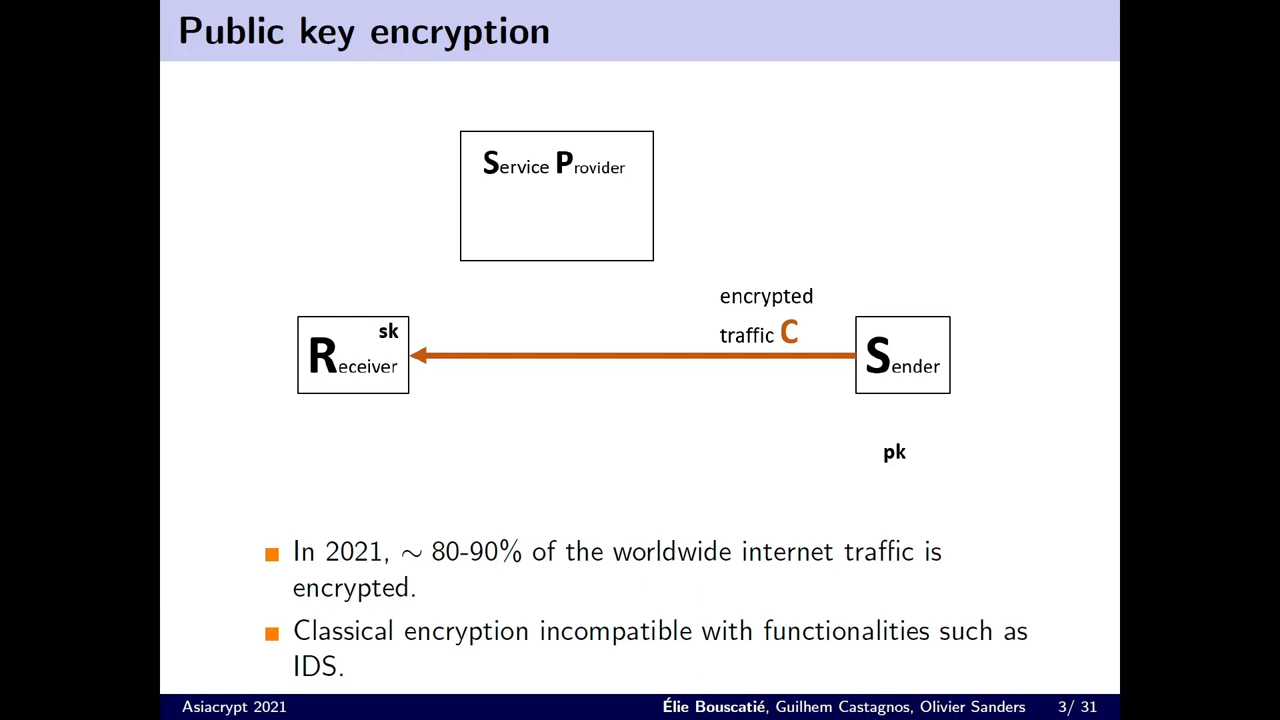 Public key encryption
Service Provider
encrypted
traffic C
sk
Receiver
Sender
pk
In 2021, ∼ 80-90% of the worldwide internet traffic is
encrypted.
Classical encryption incompatible with functionalities such as
IDS.
Asiacrypt 2021
Élie Bouscatié, Guilhem Castagnos, Olivier Sanders
3/ 31